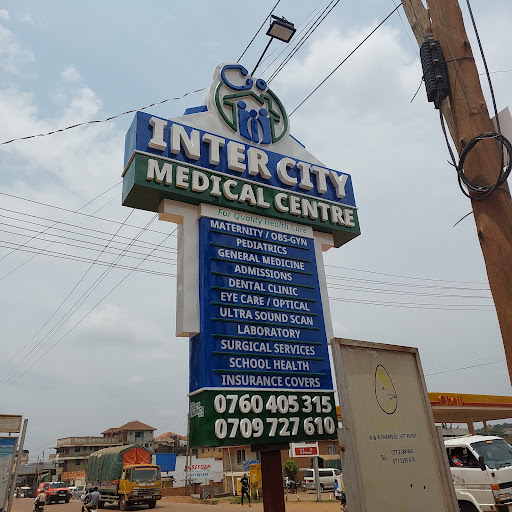 INTER CITY
MEDICAL CENTRE
For Quality Health Care
MATERNITY / OBS-GYN
PEDIATRICS
GENERAL MEDICINE
ADMISSIONS
DENTAL CLINIC
EYE CARE / OPTICAL
ULTRA SOUND SCAN
LABORATORY
SURGICAL SERVICES
SCHOOL HEALTH
INSURANCE COVERS
0760 405 315
0709 727 610